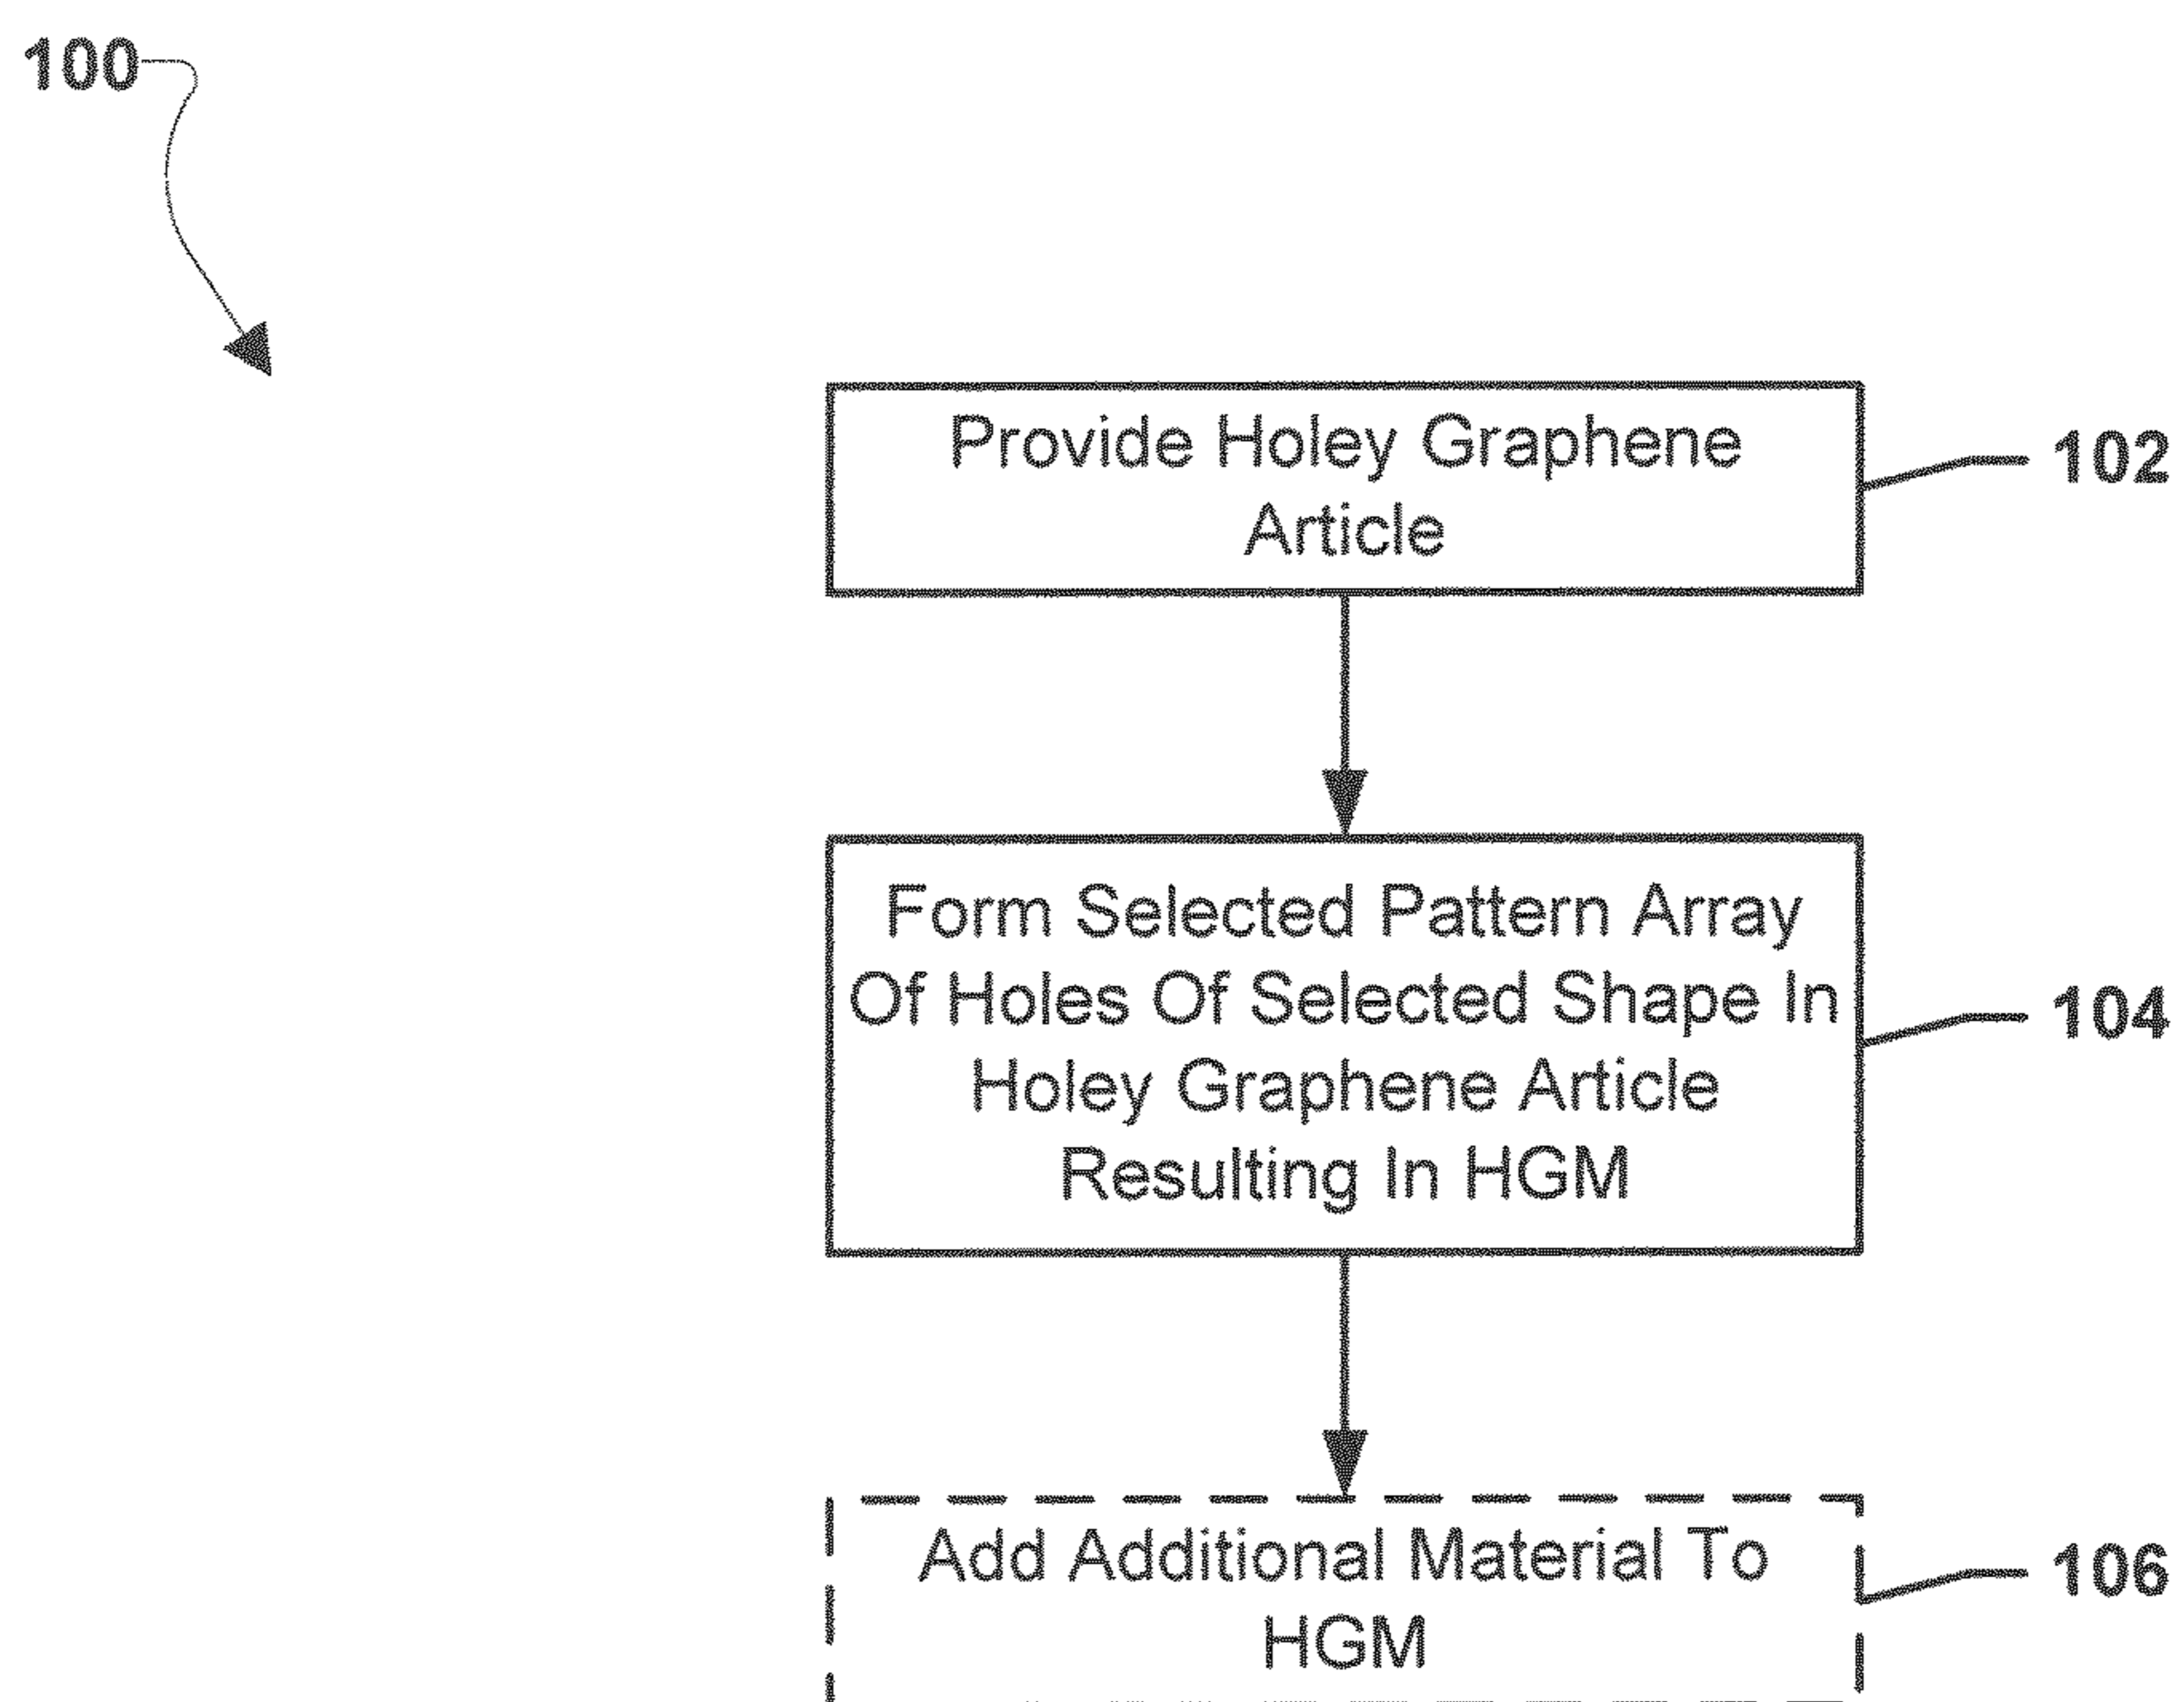 100
Provide Holey Graphene
Article
102
Form Selected Pattern Array
Of Holes Of Selected Shape In
Holey Graphene Article
Resulting In HGM
104
Add Additional Material To
HGM
106